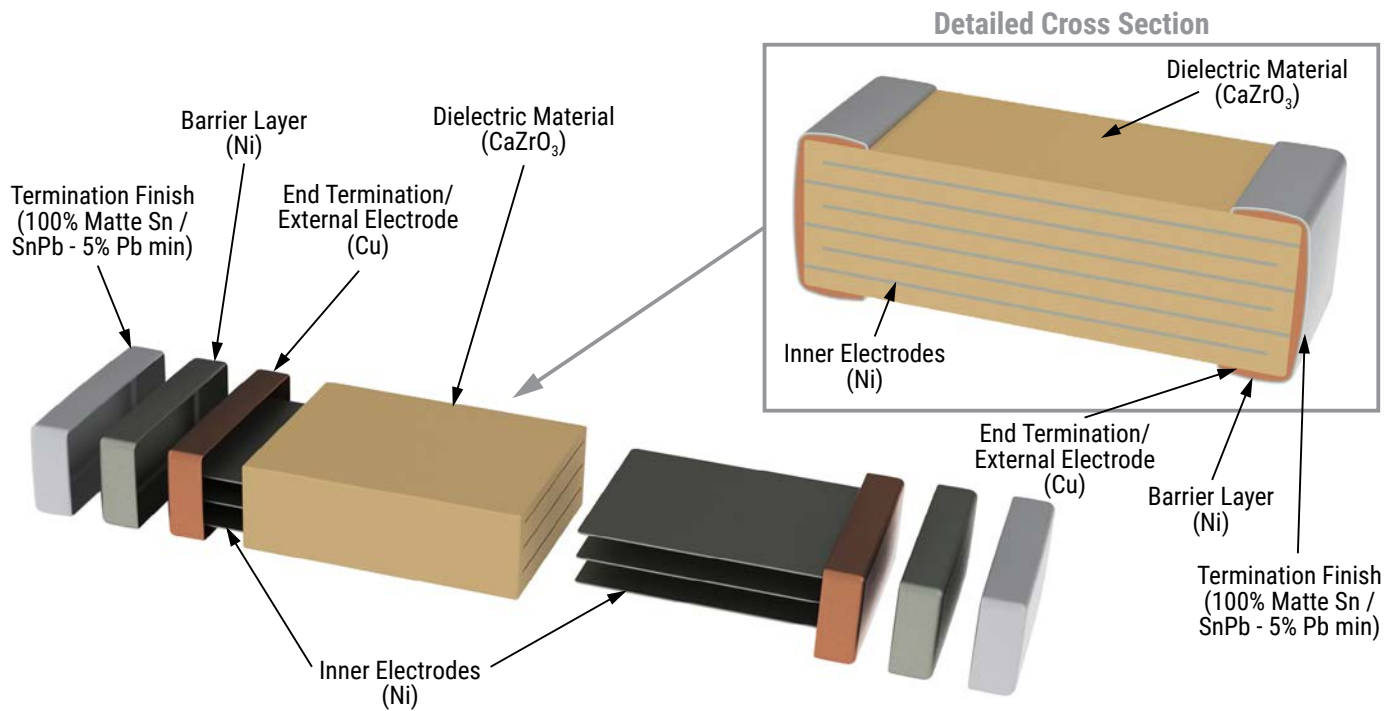 Detailed Cross Section
Dielectric Material
(CaZrO₃)
Inner Electrodes
(Ni)
End Termination/
External Electrode
(Cu)
Barrier Layer
(Ni)
Termination Finish
(100% Matte Sn /
SnPb - 5% Pb min)
Dielectric Material
(CaZrO₃)
Barrier Layer
(Ni)
End Termination/
External Electrode
(Cu)
Termination Finish
(100% Matte Sn /
SnPb - 5% Pb min)
Inner Electrodes
(Ni)